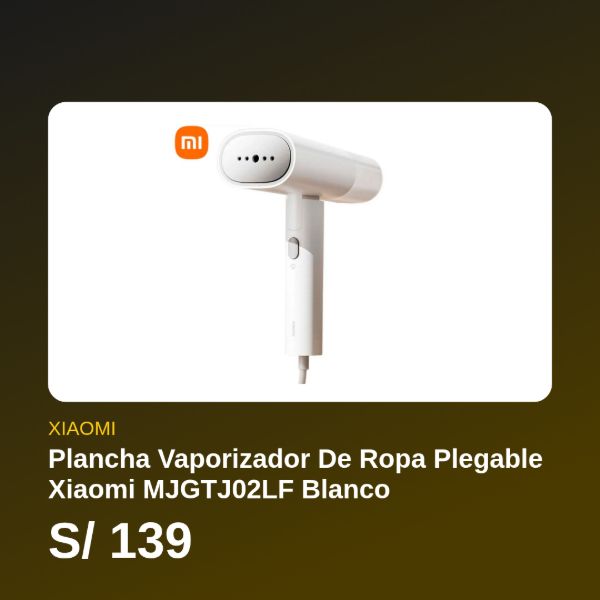 mi
XIAOMI
Plancha Vaporizador De Ropa Plegable
Xiaomi MJGTJ02LF Blanco
S/ 139